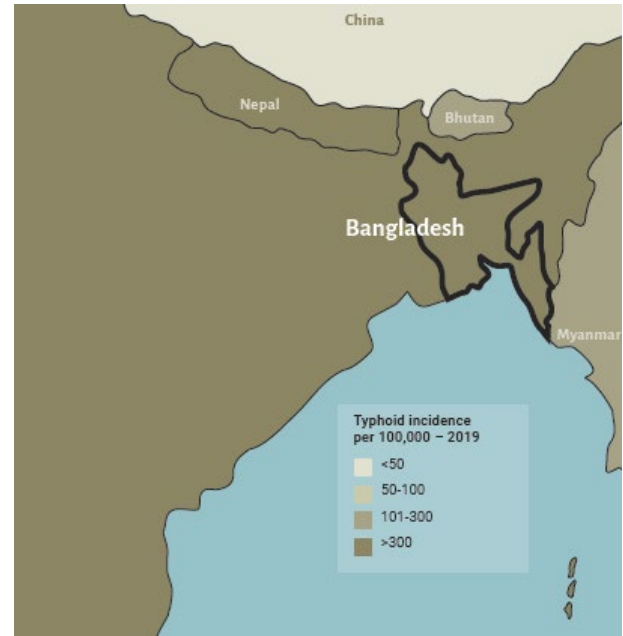 China
Nepal
Bhutan
Bangladesh
Myanmar
Typhoid incidence
per 100,000 – 2019
<50
50-100
101-300
>300